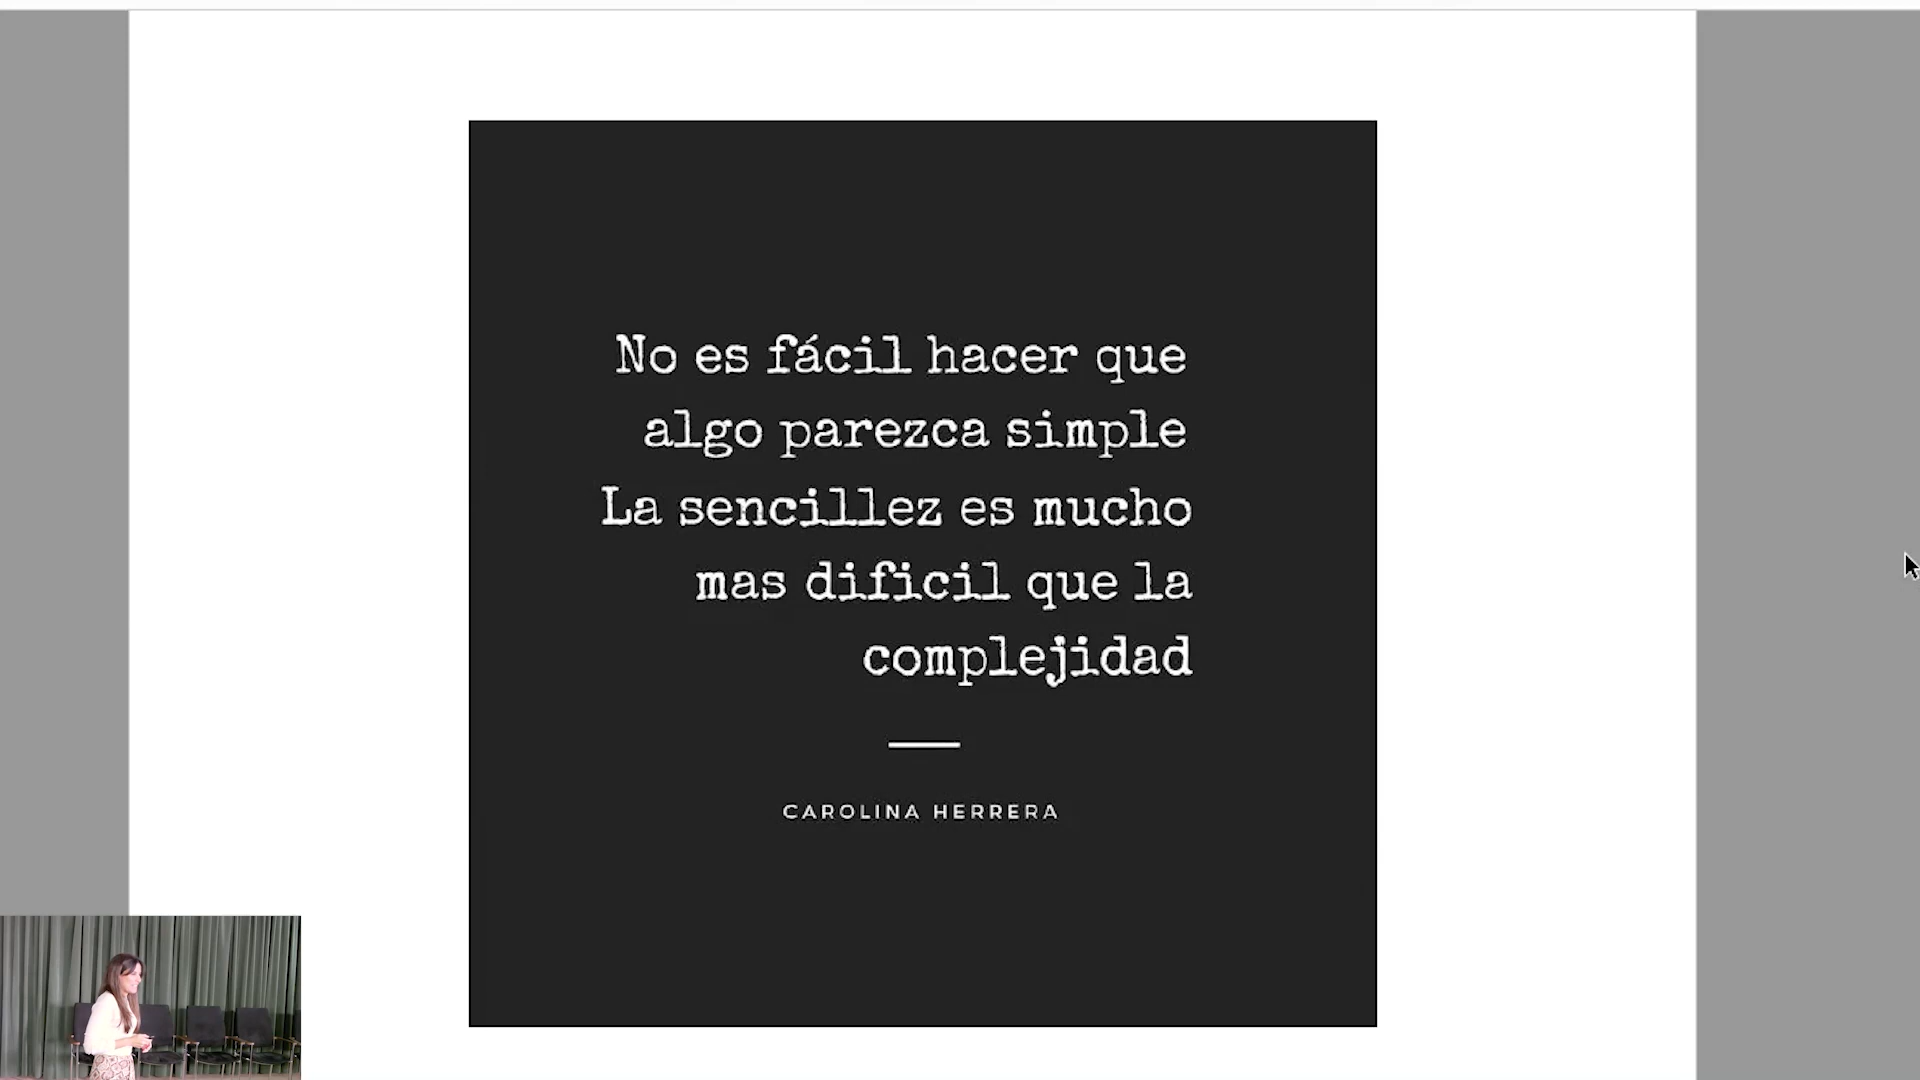 No es fácil hacer que
algo parezca simple
La sencillez es mucho
mas dificil que la
complejidad
CAROLINA HERRERA